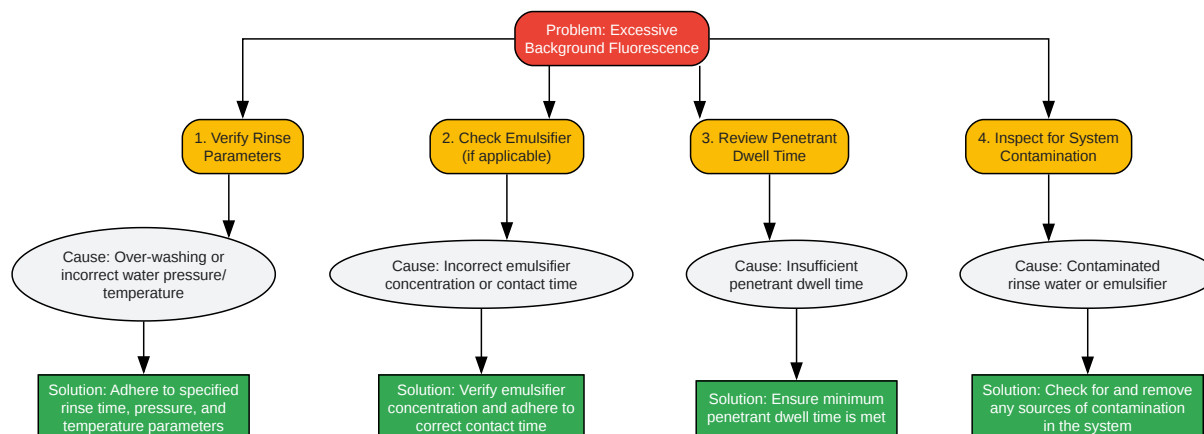 Problem: Excessive
Background Fluorescence
1. Verify Rinse
Parameters
2. Check Emulsifier
(if applicable)
3. Review Penetrant
Dwell Time
4. Inspect for System
Contamination
Cause: Over-washing or
incorrect water pressure/
temperature
Cause: Incorrect emulsifier
concentration or contact time
Cause: Insufficient
penetrant dwell time
Cause: Contaminated
rinse water or emulsifier
Solution: Adhere to specified
rinse time, pressure, and
temperature parameters
Solution: Verify emulsifier
concentration and adhere to
correct contact time
Solution: Ensure minimum
penetrant dwell time is met
Solution: Check for and remove
any sources of contamination
in the system